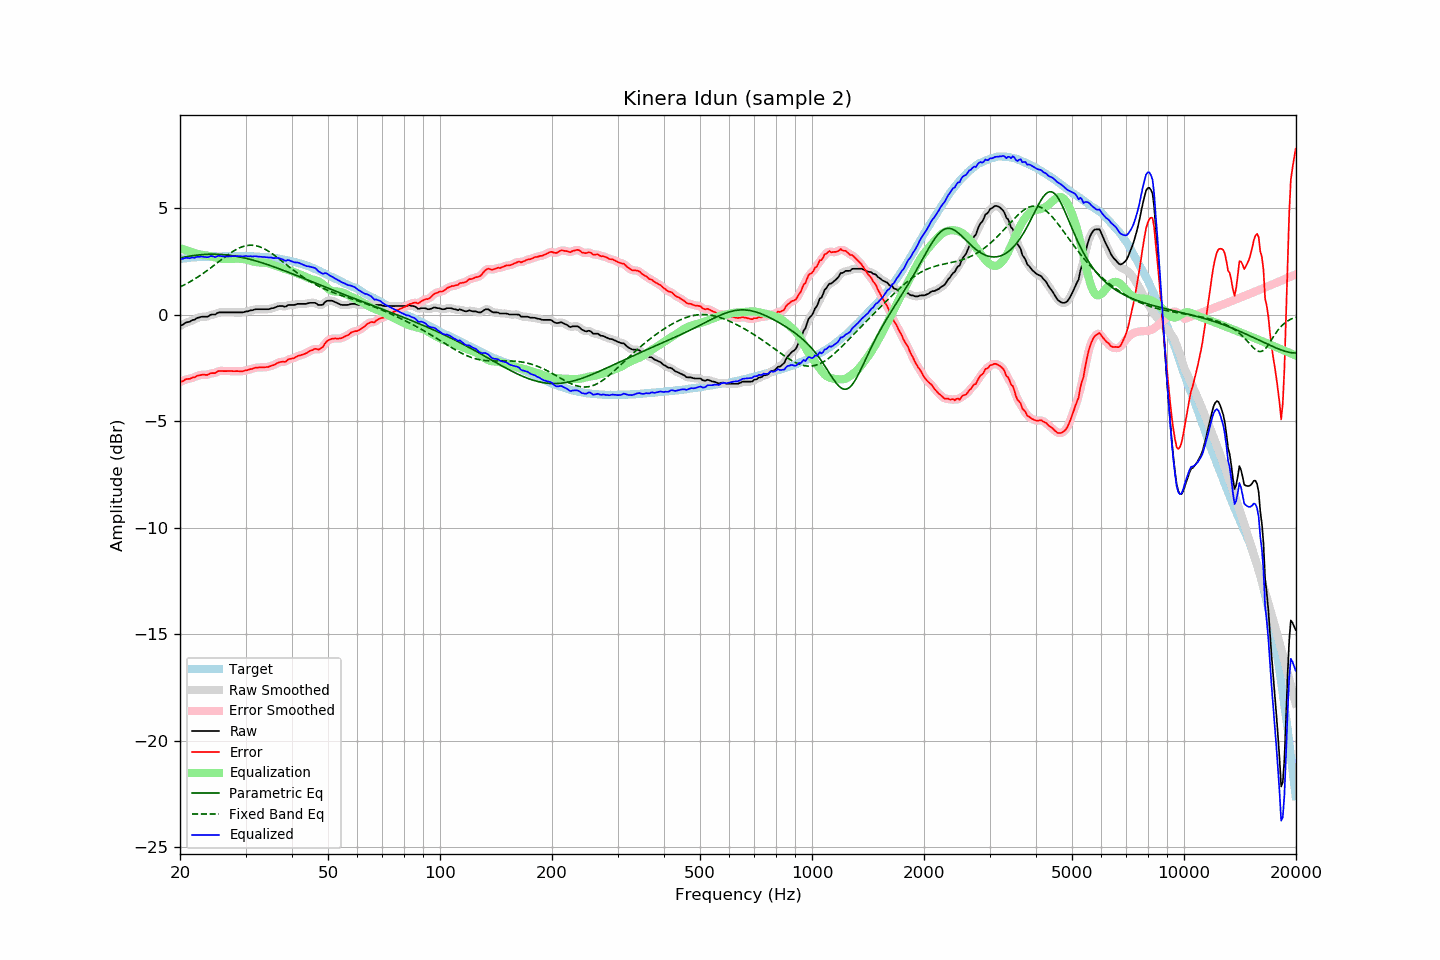 Kinera Idun (sample 2)
Amplitude (dBr)
5
0
−5
−10
−15
−20
−25
Target
Raw Smoothed
Error Smoothed
Raw
Error
Equalization
Parametric Eq
Fixed Band Eq
Equalized
20 50 100 200 500 1000 2000 5000 10000 20000
Frequency (Hz)